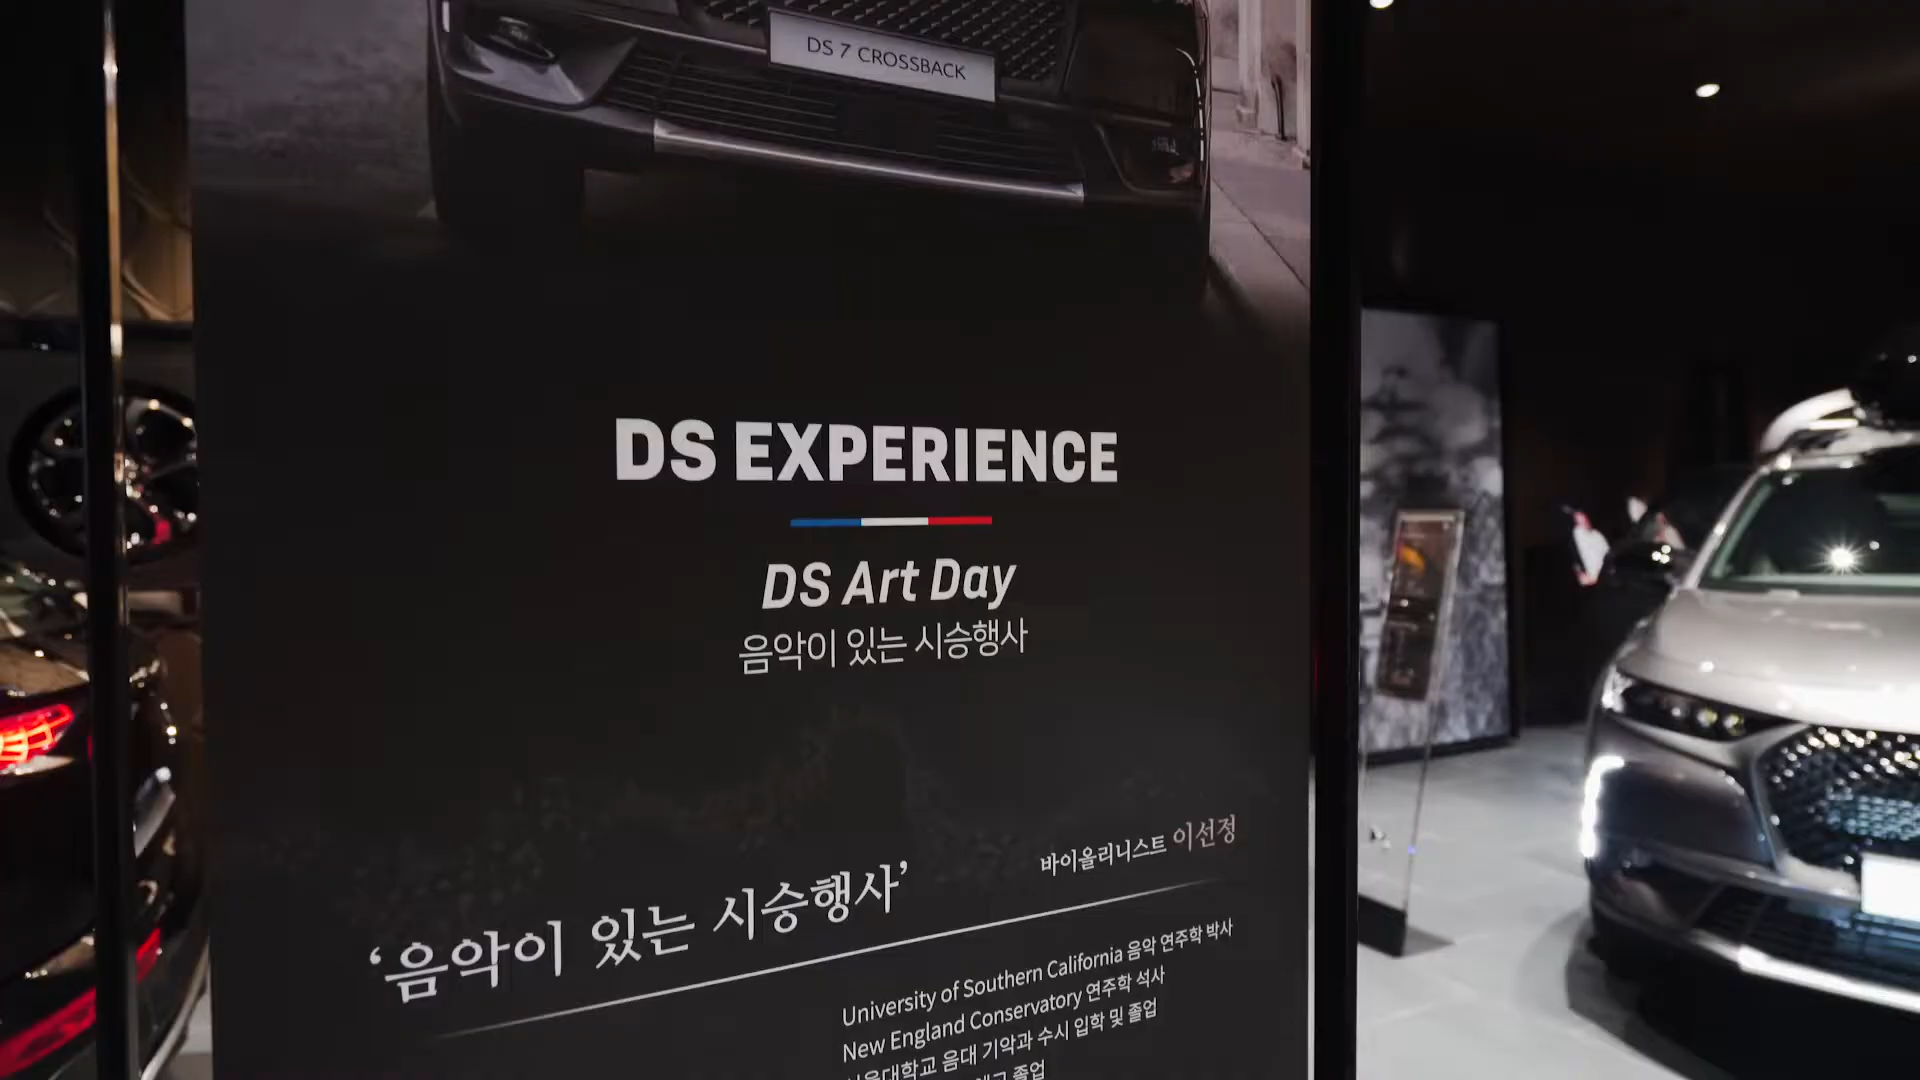 DS 7 CROSSBACK
DS EXPERIENCE
DS Art Day
음악이 있는 시승행사
바이올리니스트 이선정
‘음악이 있는 시승행사’
University of Southern California 음악 연주학 박사
New England Conservatory 연주학 석사
음대 기악과 수시 입학 및 졸업
졸업